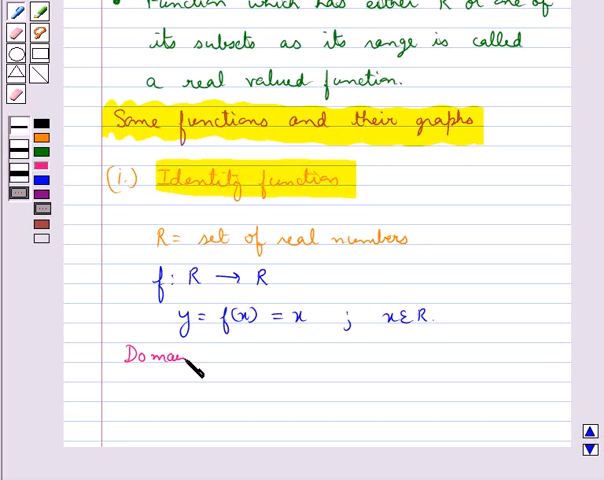 • Function which has either R or one of
its subsets as its range is called
a real valued function.
Some functions and their graphs
(i.) Identity function
R = set of real numbers
f: R → R
y = f(x) = x ; x ε R.
Domai